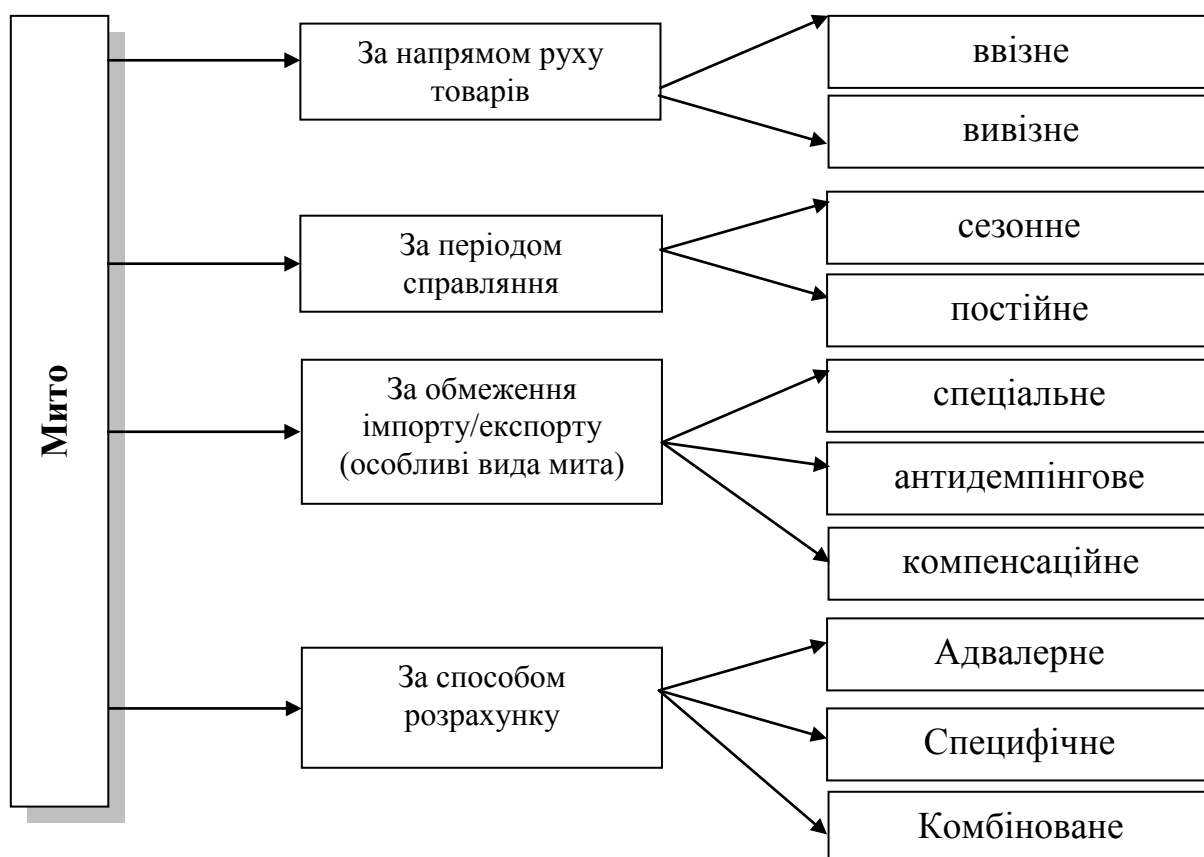 Мито
За напрямом руху
товарів
ввізне
вивізне
За періодом
справляння
сезонне
постійне
За обмеження
імпорту/експорту
(особливі вида мита)
спеціальне
антидемпінгове
компенсаційне
За способом
розрахунку
Адвалерне
Специфічне
Комбіноване